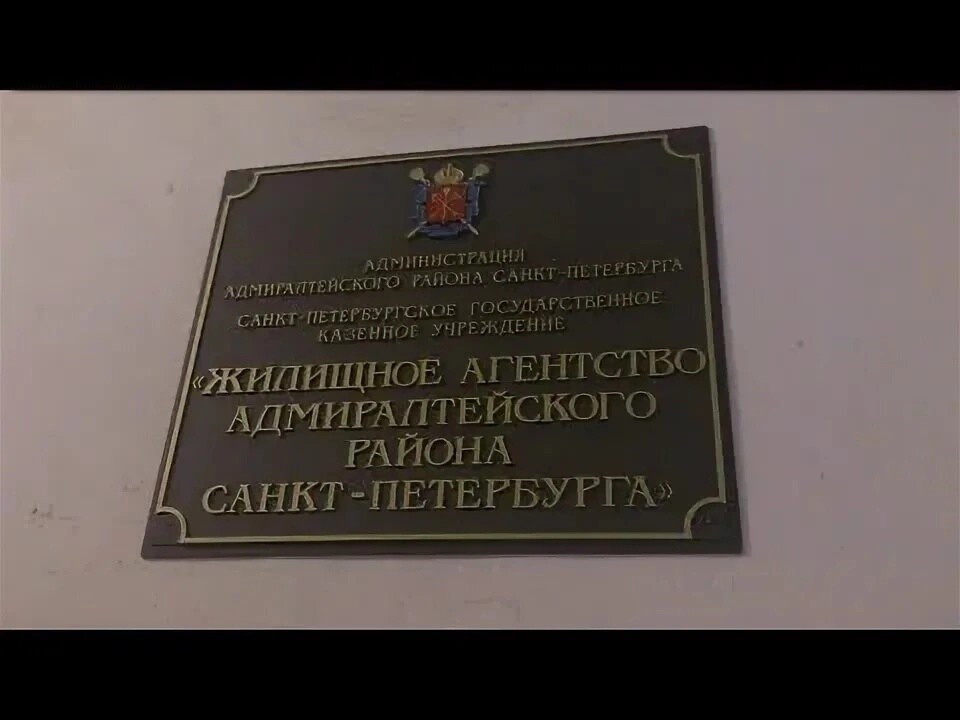 АДМИНИСТРАЦИЯ
АДМИРАЛТЕЙСКОГО РАЙОНА САНКТ-ПЕТЕРБУРГА
САНКТ-ПЕТЕРБУРГСКОЕ ГОСУДАРСТВЕННОЕ
КАЗЕННОЕ УЧРЕЖДЕНИЕ
«ЖИЛИЩНОЕ АГЕНТСТВО
АДМИРАЛТЕЙСКОГО
РАЙОНА
САНКТ-ПЕТЕРБУРГА»